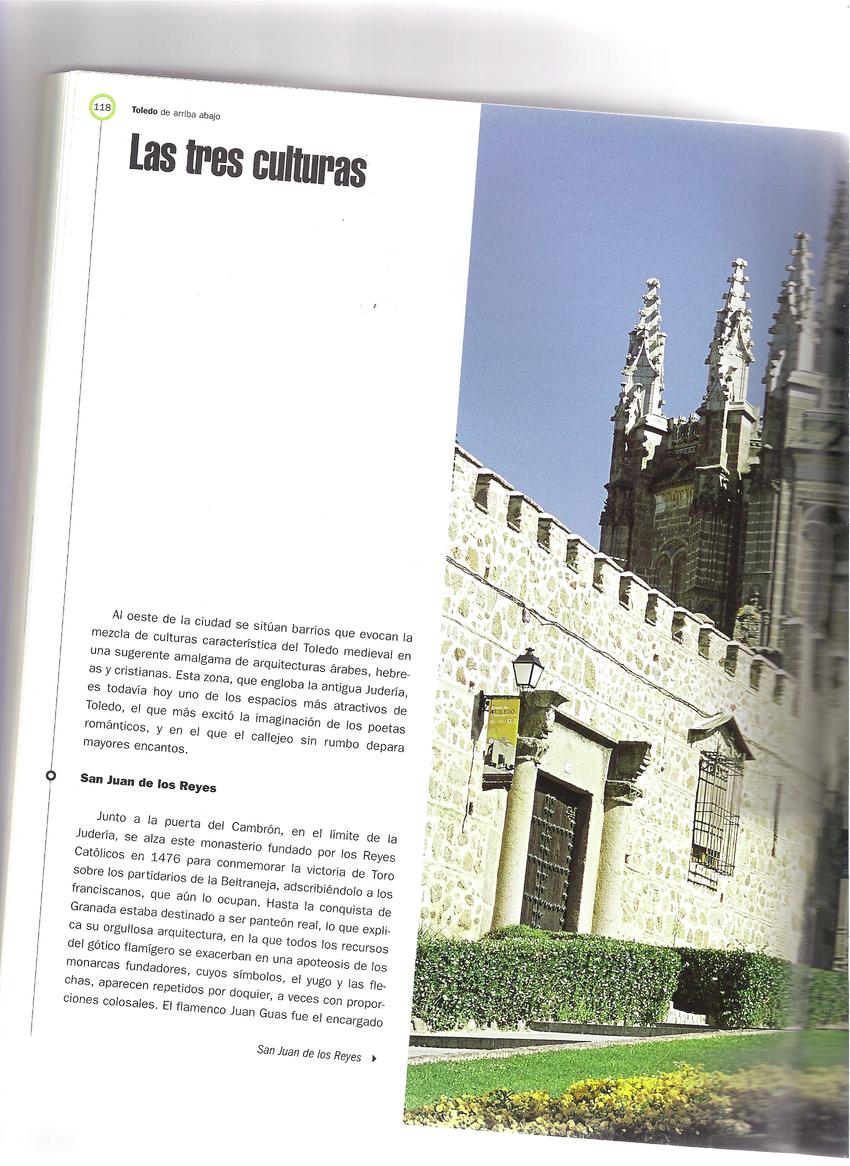 118
Toledo de arriba abajo
Las tres culturas
Al oeste de la ciudad se sitúan barrios que evocan la
mezcla de culturas característica del Toledo medieval en
una sugerente amalgama de arquitecturas árabes, hebre-
as y cristianas. Esta zona, que engloba la antigua Judería,
es todavía hoy uno de los espacios más atractivos de
Toledo, el que más excitó la imaginación de los poetas
románticos, y en el que el callejeo sin rumbo depara
mayores encantos.
San Juan de los Reyes
Junto a la puerta del Cambrón, en el límite de la
Judería, se alza este monasterio fundado por los Reyes
Católicos en 1476 para conmemorar la victoria de Toro
sobre los partidarios de la Beltraneja, adscribiéndolo a los
franciscanos, que aún lo ocupan. Hasta la conquista de
Granada estaba destinado a ser panteón real, lo que expli-
ca su orgullosa arquitectura, en la que todos los recursos
del gótico flamígero se exacerban en una apoteosis de los
monarcas fundadores, cuyos símbolos, el yugo y las fle-
chas, aparecen repetidos por doquier, a veces con propor-
ciones colosales. El flamenco Juan Guas fue el encargado
San Juan de los Reyes
TOLEDO